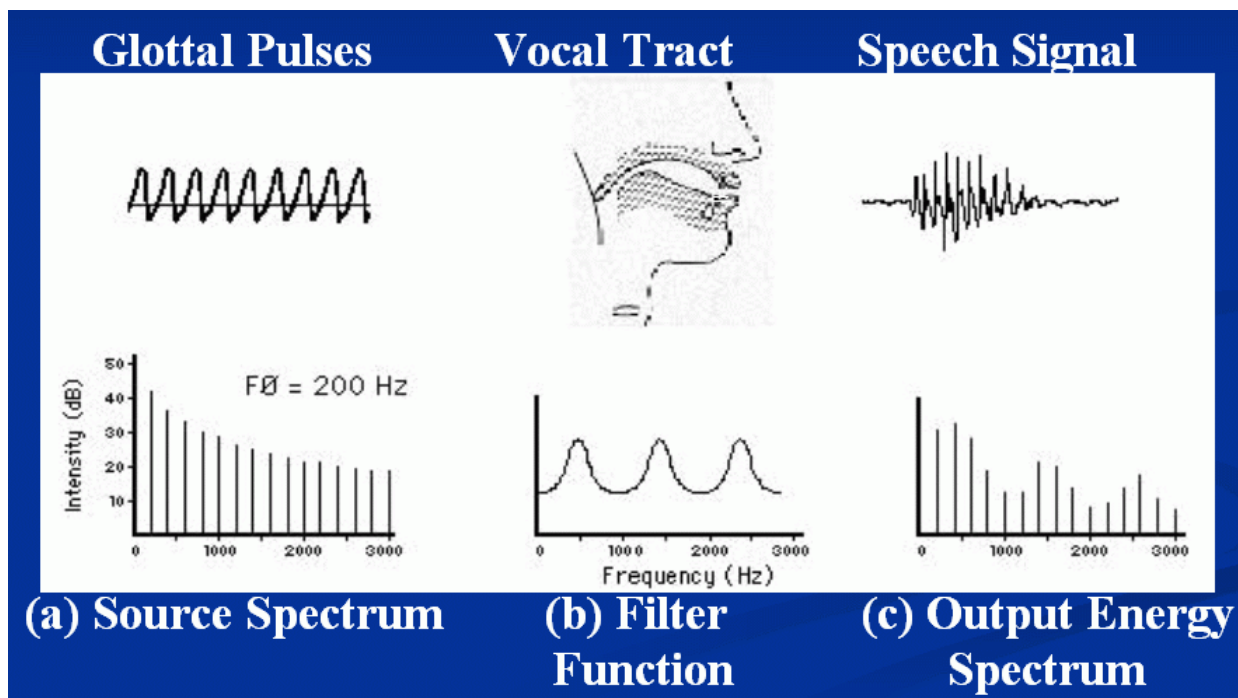 Glottal Pulses
Vocal Tract
Speech Signal
50
40
30
20
10
Intensity (dB)
FØ = 200 Hz
0 1000 2000 3000
0 1000 2000 3000
Frequency (Hz)
0 1000 2000 3000
(a) Source Spectrum
(b) Filter
Function
(c) Output Energy
Spectrum